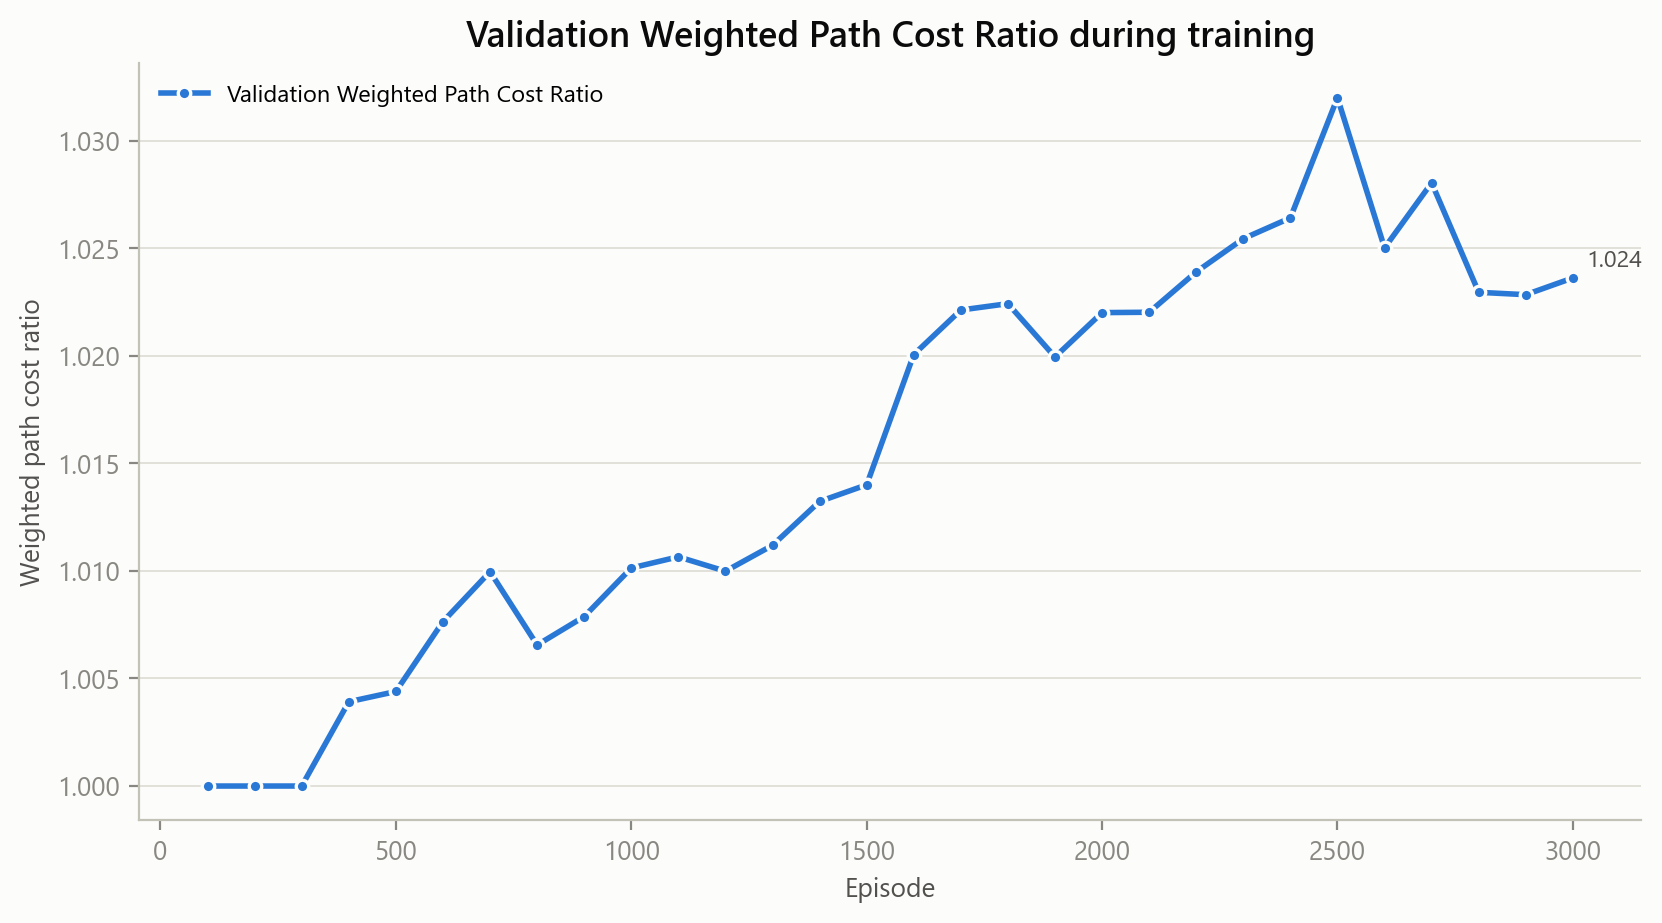 Validation Weighted Path Cost Ratio during training
Validation Weighted Path Cost Ratio
1.030
1.025
1.020
1.015
1.010
1.005
1.000
1.024
Weighted path cost ratio
0 500 1000 1500 2000 2500 3000
Episode